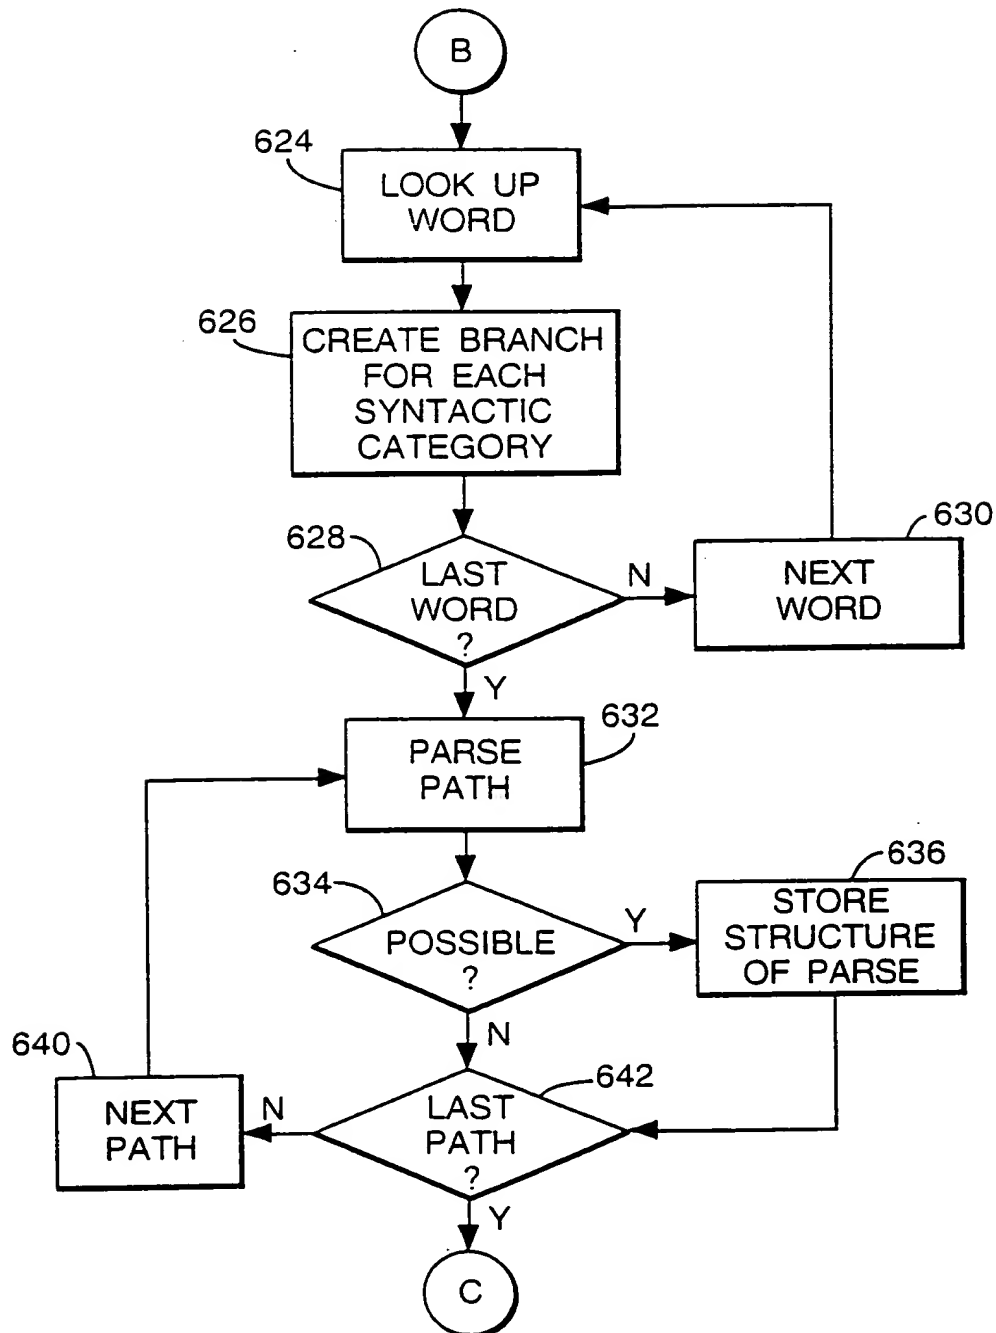 B
624
LOOK UP
WORD
626
CREATE BRANCH
FOR EACH
SYNTACTIC
CATEGORY
628
LAST
WORD
?
N
630
NEXT
WORD
Y
632
PARSE
PATH
634
POSSIBLE
?
Y
636
STORE
STRUCTURE
OF PARSE
N
640
NEXT
PATH
N
642
LAST
PATH
?
Y
C